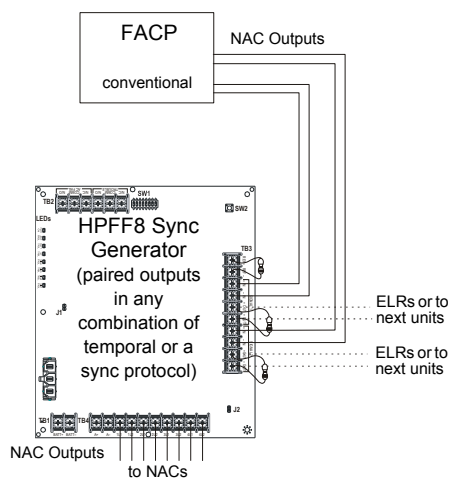 FACP
conventional
NAC Outputs
TB2
SW1
SW2
LEDs
TB3
HPFF8 Sync
Generator
(paired outputs
in any
combination of
temporal or a
sync protocol)
J1
ELRs or to
next units
ELRs or to
next units
J2
TB1
BATT+
BATT-
TB4
A+
A-
NAC Outputs
to NACs